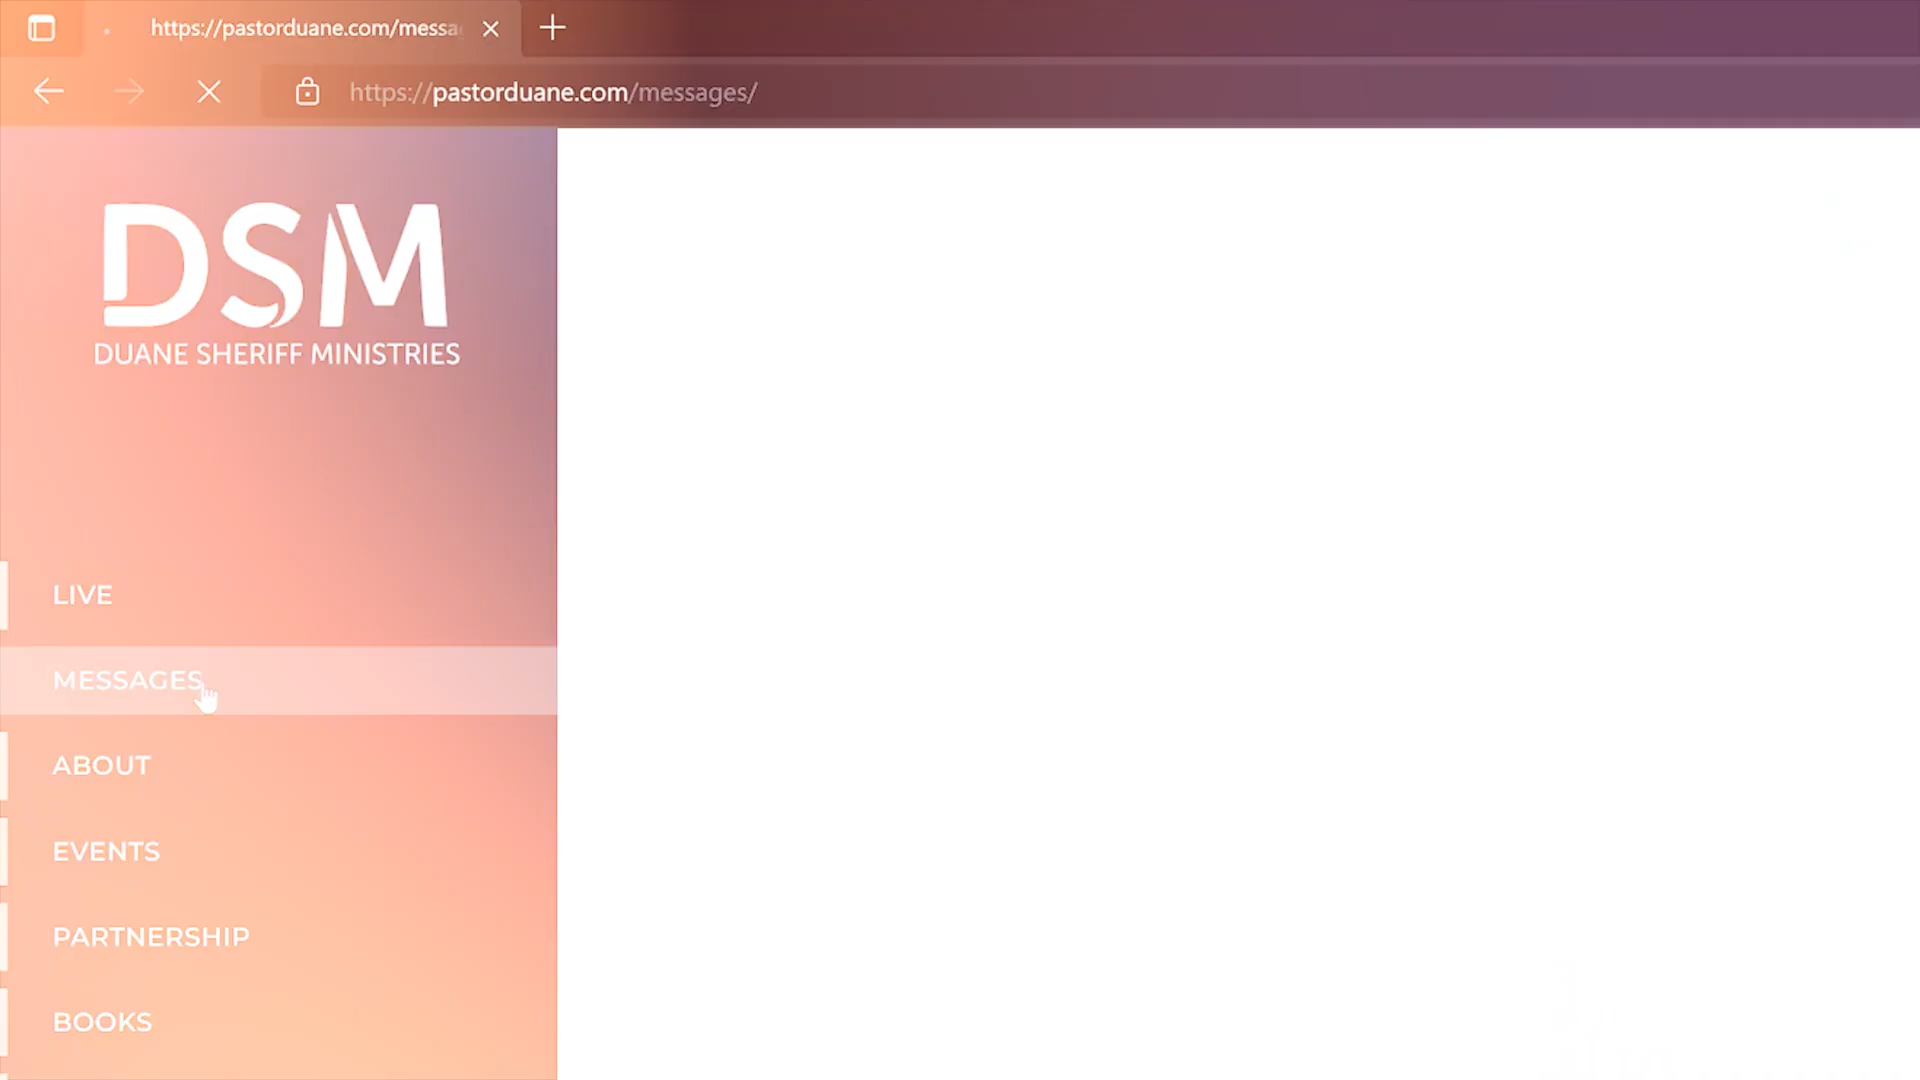 https://pastorduane.com/messa
https://pastorduane.com/messages/
DSM
DUANE SHERIFF MINISTRIES
LIVE
MESSAGES
ABOUT
EVENTS
PARTNERSHIP
BOOKS